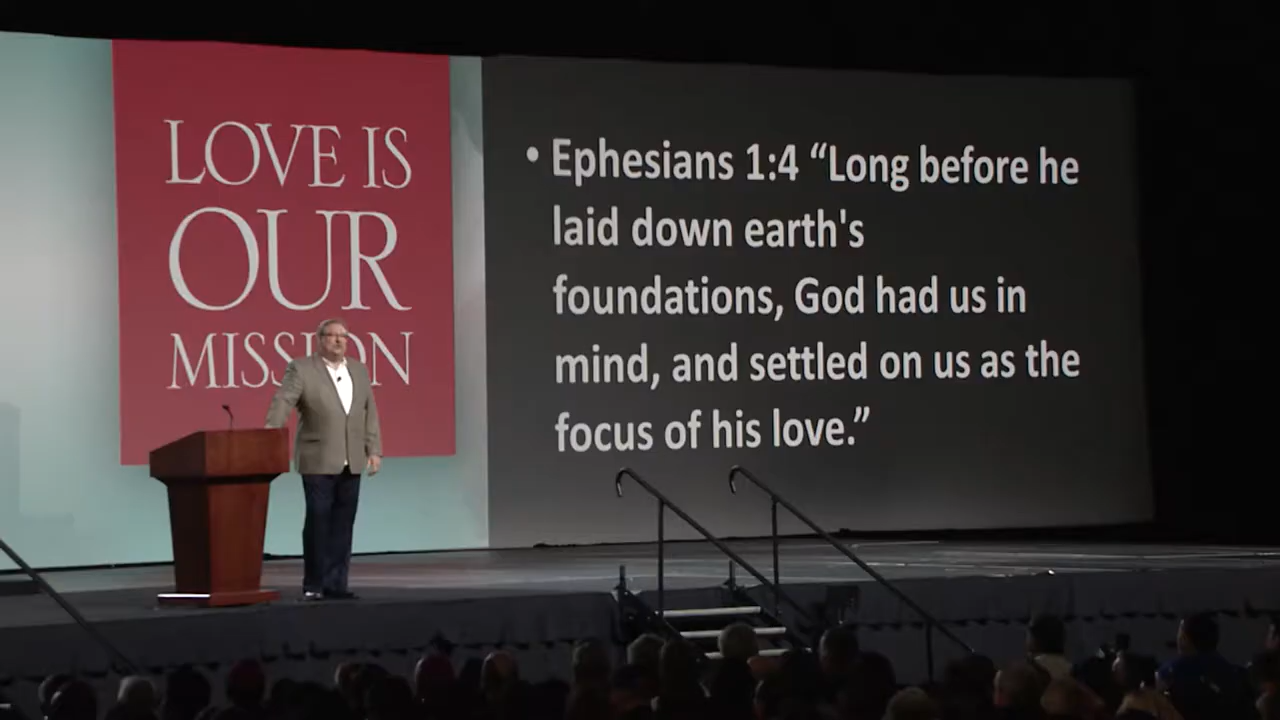 LOVE IS
OUR
MISSION
• Ephesians 1:4 “Long before he
laid down earth's
foundations, God had us in
mind, and settled on us as the
focus of his love.”